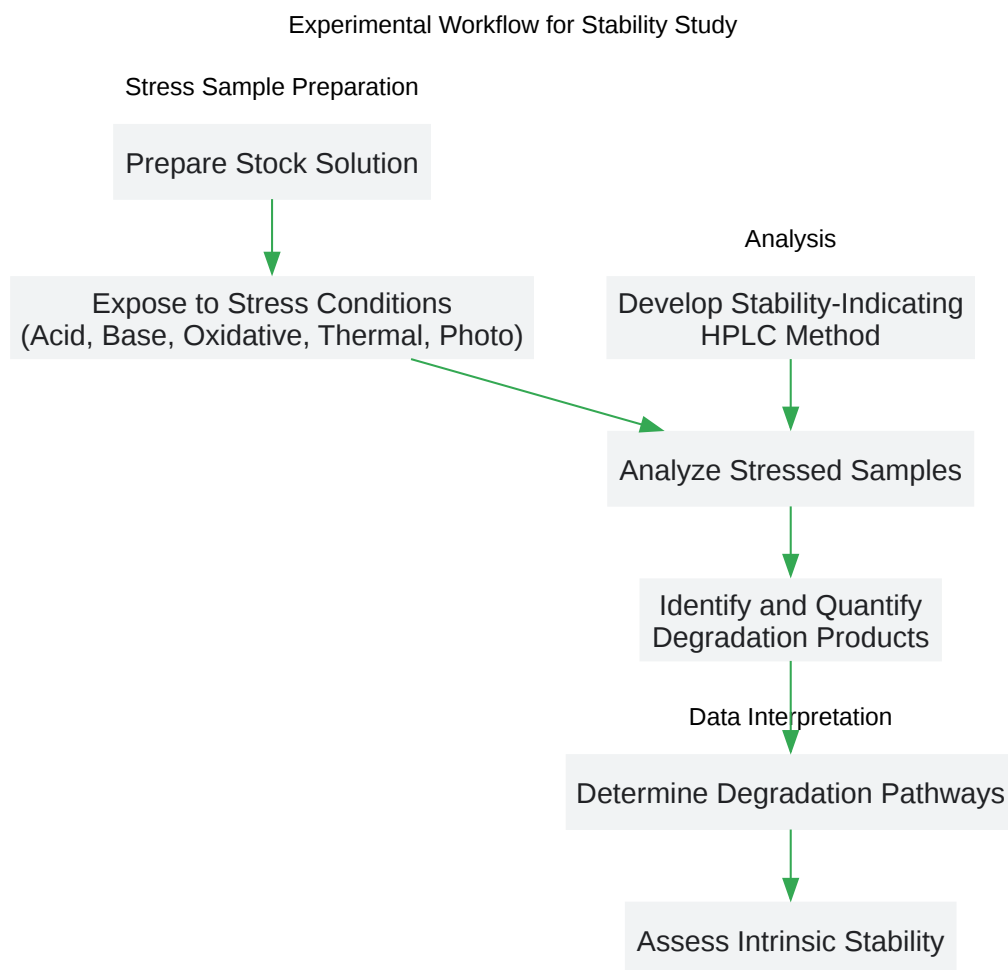 Experimental Workflow for Stability Study
Stress Sample Preparation
Prepare Stock Solution
Expose to Stress Conditions
(Acid, Base, Oxidative, Thermal, Photo)
Analysis
Develop Stability-Indicating
HPLC Method
Analyze Stressed Samples
Identify and Quantify
Degradation Products
Data Interpretation
Determine Degradation Pathways
Assess Intrinsic Stability